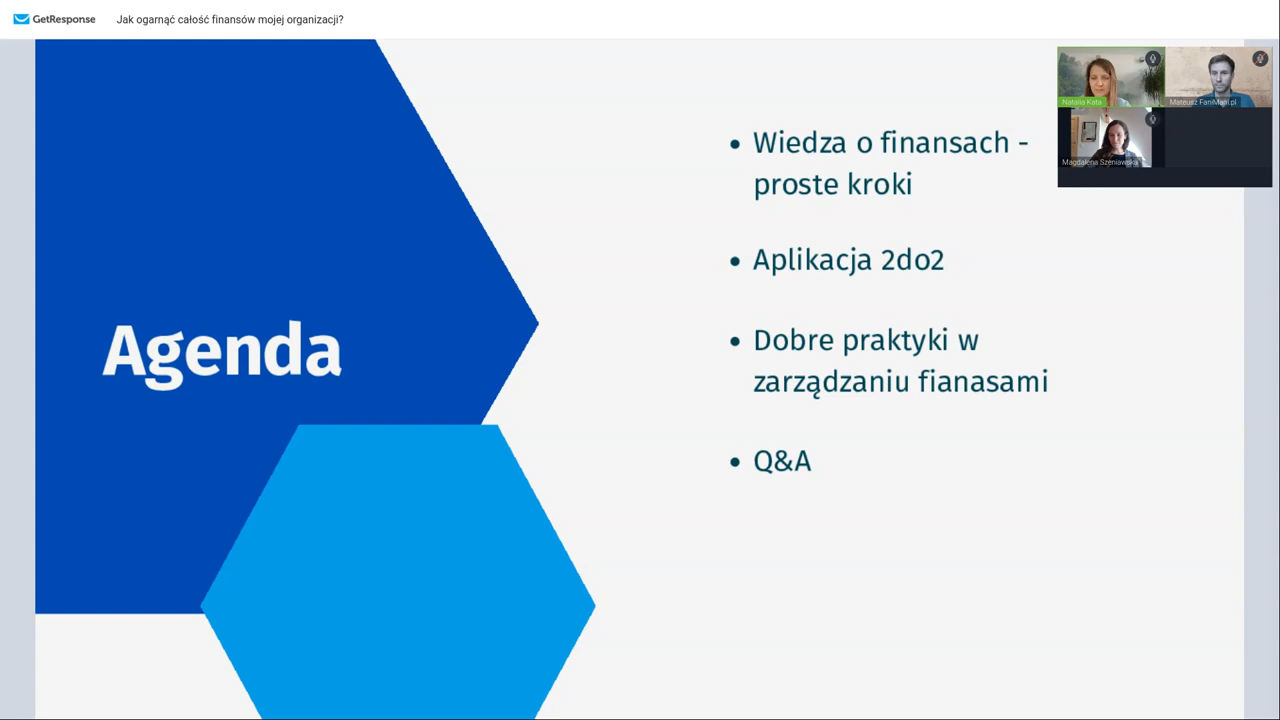 GetResponse
Jak ogarnąć całość finansów mojej organizacji?
Agenda
• Wiedza o finansach -
proste kroki
• Aplikacja 2do2
• Dobre praktyki w
zarządzaniu fianasami
• Q&A
Natalia Kata
Mateusz FaniMani.pl
Magdalena Szeniawska